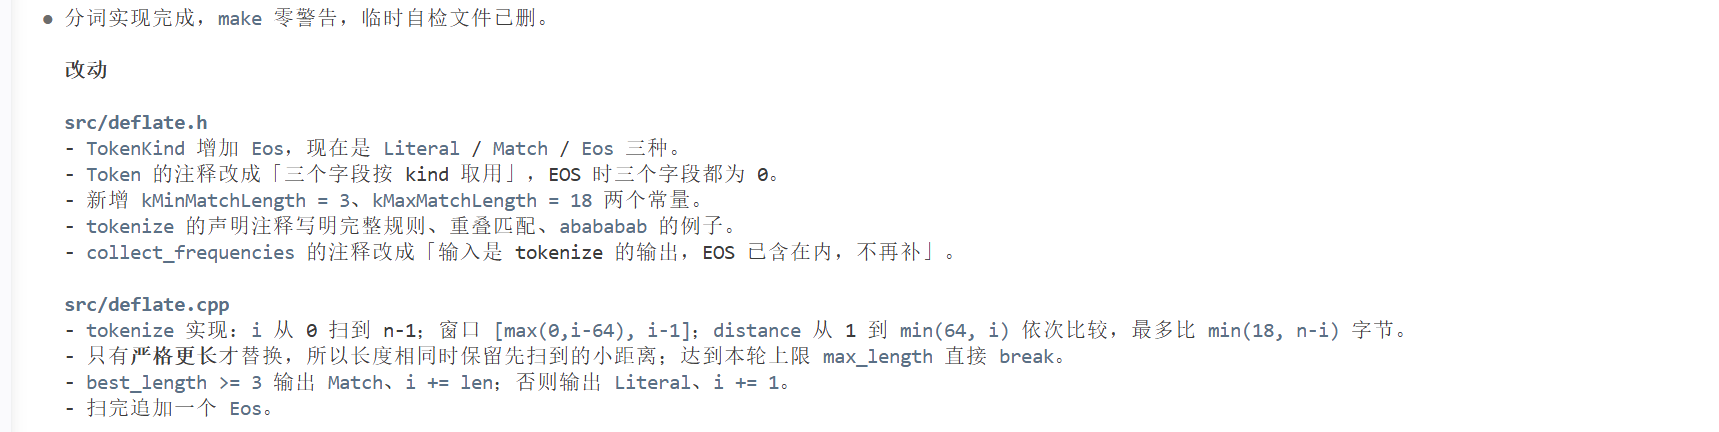 ● 分词实现完成，make 零警告，临时自检文件已删。
改动
src/deflate.h
- TokenKind 增加 Eos，现在是 Literal / Match / Eos 三种。
- Token 的注释改成「三个字段按 kind 取用」，EOS 时三个字段都为 0。
- 新增 kMinMatchLength = 3、kMaxMatchLength = 18 两个常量。
- tokenize 的声明注释写明完整规则、重叠匹配、abababab 的例子。
- collect_frequencies 的注释改成「输入是 tokenize 的输出，EOS 已含在内，不再补」。
src/deflate.cpp
- tokenize 实现：i 从 0 扫到 n-1；窗口 [max(0,i-64), i-1]；distance 从 1 到 min(64, i) 依次比较，最多比 min(18, n-i) 字节。
- 只有严格更长才替换，所以长度相同时保留先扫到的小距离；达到本轮上限 max_length 直接 break。
- best_length >= 3 输出 Match、i += len；否则输出 Literal、i += 1。
- 扫完追加一个 Eos。